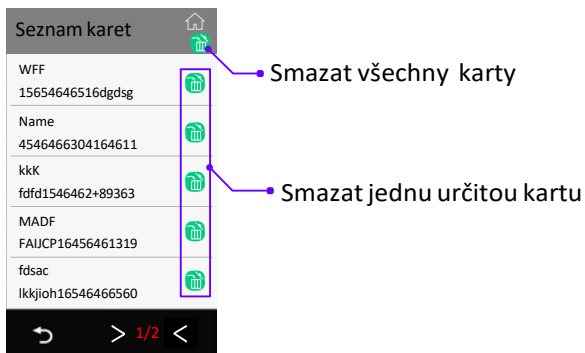 Seznam karet
WFF
15654646516dgdsg
Name
4546466304164611
kkK
fdfd1546462+89363
MADF
FAIJCP16456461319
fdsac
lkkjioh16546466560
> 1/2 <
Smazat všechny karty
Smazat jednu určitou kartu